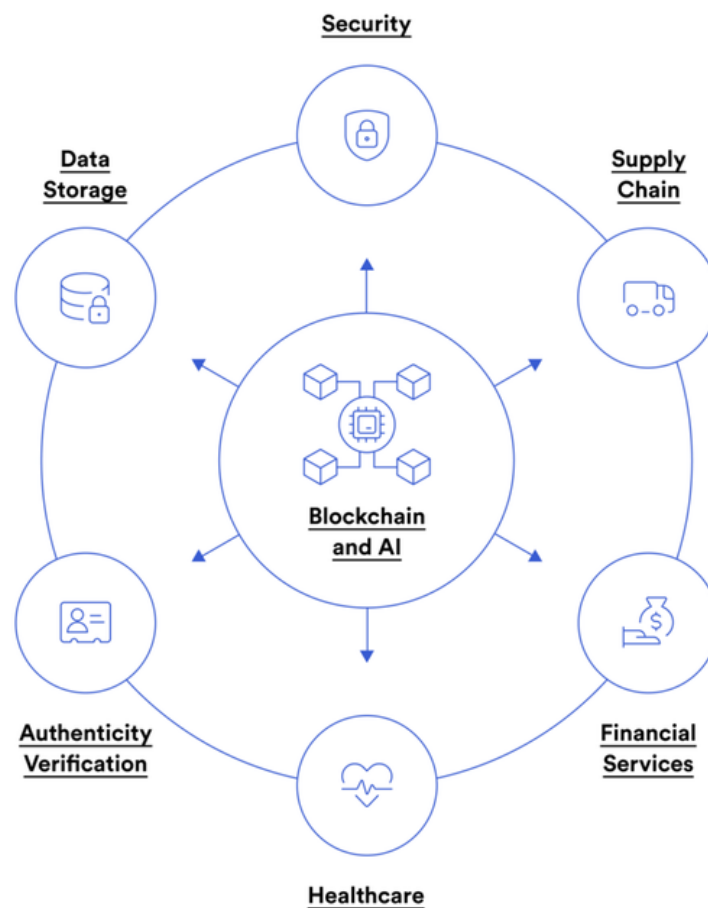 Security
Data
Storage
Supply
Chain
Blockchain
and AI
Authenticity
Verification
$
Financial
Services
Healthcare